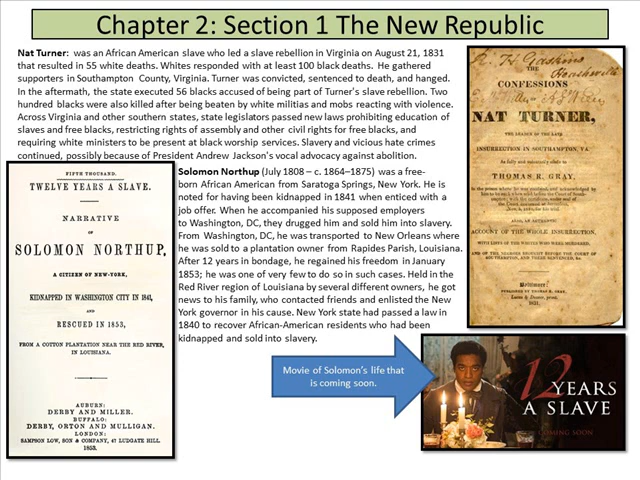 Chapter 2: Section 1 The New Republic
Nat Turner: was an African American slave who led a slave rebellion in Virginia on August 21, 1831
that resulted in 55 white deaths. Whites responded with at least 100 black deaths. He gathered
supporters in Southampton County, Virginia. Turner was convicted, sentenced to death, and hanged.
In the aftermath, the state executed 56 blacks accused of being part of Turner's slave rebellion. Two
hundred blacks were also killed after being beaten by white militias and mobs reacting with violence.
Across Virginia and other southern states, state legislators passed new laws prohibiting education of
slaves and free blacks, restricting rights of assembly and other civil rights for free blacks, and
requiring white ministers to be present at black worship services. Slavery and vicious hate crimes
continued, possibly because of President Andrew Jackson's vocal advocacy against abolition.
THE
CONFESSIONS
NAT TURNER,
THE LEADER OF THE LATE
INSURRECTION IN SOUTHAMPTON, VA.
THOMAS R. GRAY,
ACCOUNT OF THE WHOLE INSURRECTION.
Baltimore:
PUBLISHED BY THOMAS R. GRAY.
1831.
FIFTH THOUSAND.
TWELVE YEARS A SLAVE.
NARRATIVE
OF
SOLOMON NORTHUP,
A CITIZEN OF NEW-YORK,
KIDNAPPED IN WASHINGTON CITY IN 1841,
AND
RESCUED IN 1853,
FROM A COTTON PLANTATION NEAR THE RED RIVER,
IN LOUISIANA.
AUBURN:
DERBY AND MILLER.
BUFFALO:
DERBY, ORTON AND MULLIGAN.
LONDON:
SAMPSON LOW, SON & COMPANY, 47 LUDGATE HILL.
1853.
Solomon Northup (July 1808 – c. 1864–1875) was a free-
born African American from Saratoga Springs, New York. He is
noted for having been kidnapped in 1841 when enticed with a
job offer. When he accompanied his supposed employers
to Washington, DC, they drugged him and sold him into slavery.
From Washington, DC, he was transported to New Orleans where
he was sold to a plantation owner from Rapides Parish, Louisiana.
After 12 years in bondage, he regained his freedom in January
1853; he was one of very few to do so in such cases. Held in the
Red River region of Louisiana by several different owners, he got
news to his family, who contacted friends and enlisted the New
York governor in his cause. New York state had passed a law in
1840 to recover African-American residents who had been
kidnapped and sold into slavery.
Movie of Solomon's life that
is coming soon.
12 YEARS
A SLAVE
COMING SOON